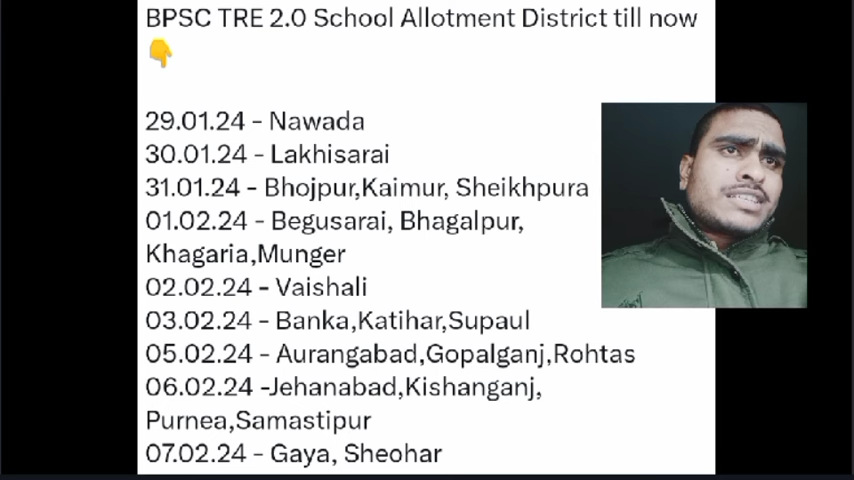 BPSC TRE 2.0 School Allotment District till now
👇
29.01.24 - Nawada
30.01.24 - Lakhisarai
31.01.24 - Bhojpur,Kaimur, Sheikhpura
01.02.24 - Begusarai, Bhagalpur,
Khagaria,Munger
02.02.24 - Vaishali
03.02.24 - Banka,Katihar,Supaul
05.02.24 - Aurangabad,Gopalganj,Rohtas
06.02.24 -Jehanabad,Kishanganj,
Purnea,Samastipur
07.02.24 - Gaya, Sheohar